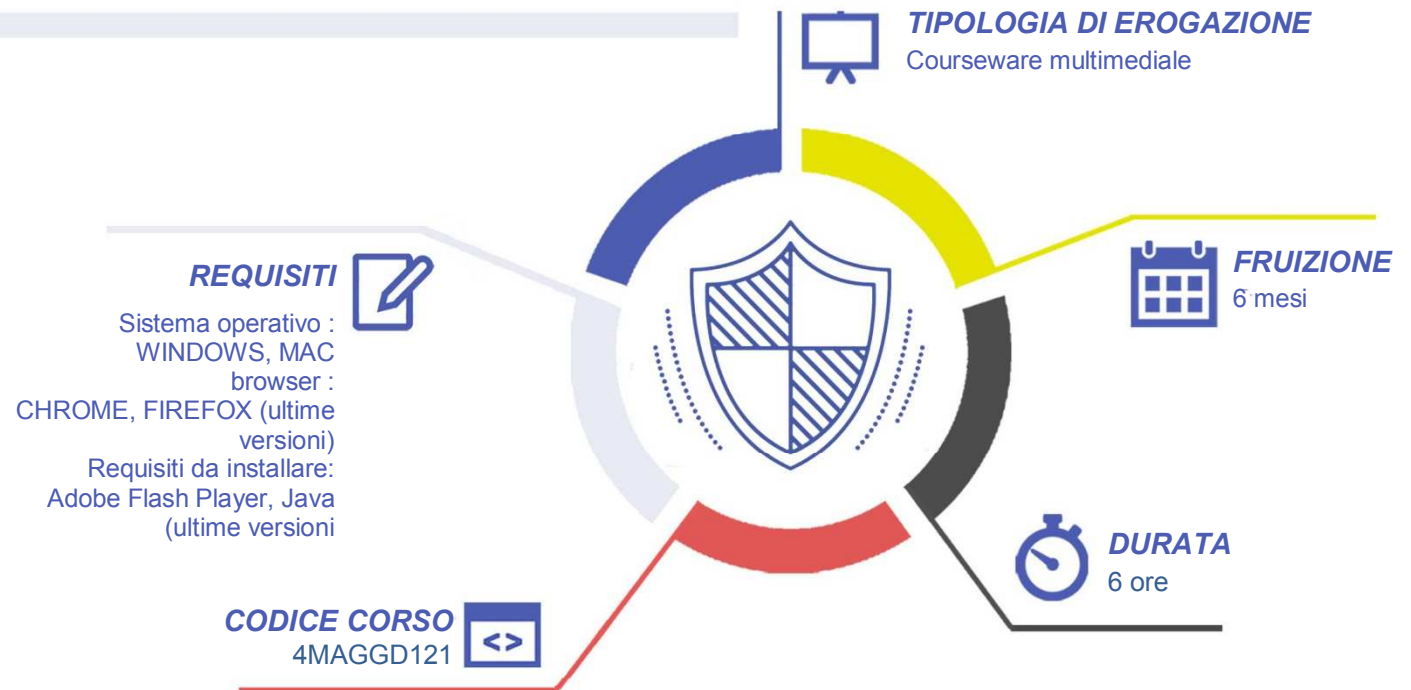 TIPOLOGIA DI EROGAZIONE
Courseware multimediale
REQUISITI
Sistema operativo :
WINDOWS, MAC
browser :
CHROME, FIREFOX (ultime
versioni)
Requisiti da installare:
Adobe Flash Player, Java
(ultime versioni
FRUIZIONE
6 mesi
DURATA
6 ore
CODICE CORSO
4MAGGD121
<>